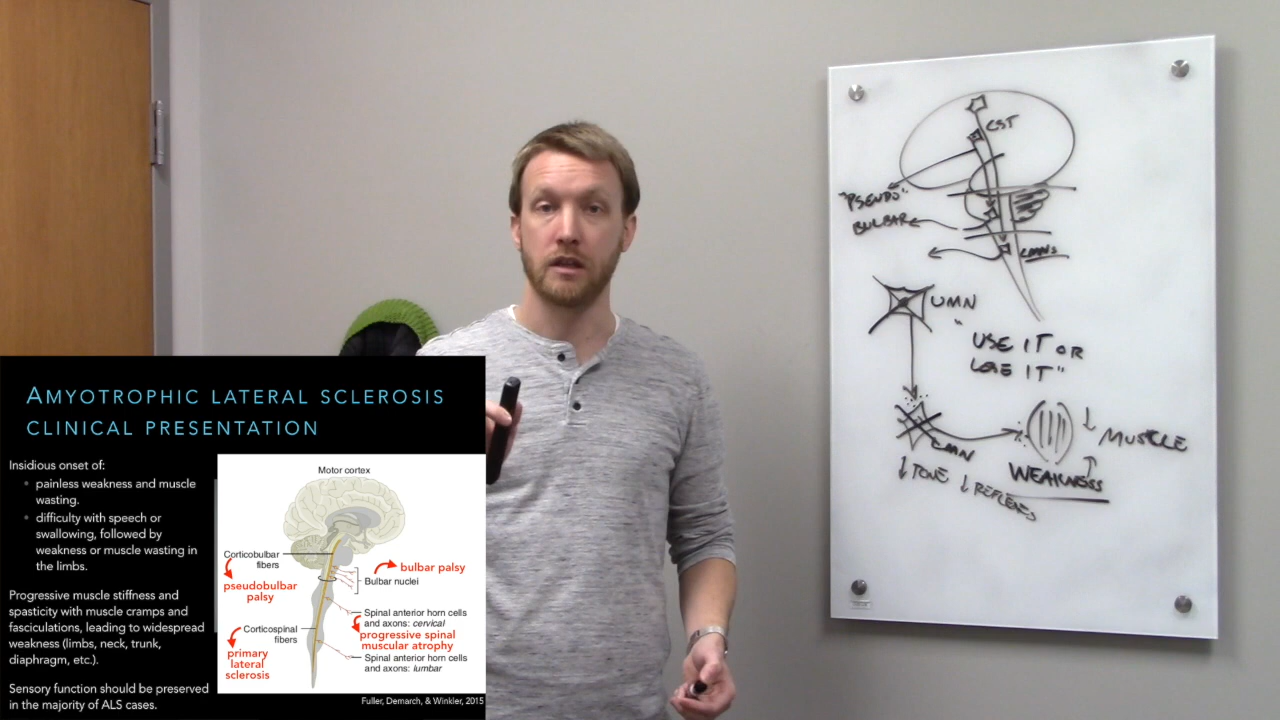 AMYOTROPHIC LATERAL SCLEROSIS
CLINICAL PRESENTATION
Insidious onset of:
• painless weakness and muscle
wasting.
• difficulty with speech or
swallowing, followed by
weakness or muscle wasting in
the limbs.
Progressive muscle stiffness and
spasticity with muscle cramps and
fasciculations, leading to widespread
weakness (limbs, neck, trunk,
diaphragm, etc.).
Sensory function should be preserved
in the majority of ALS cases.
Motor cortex
Corticobulbar
fibers
pseudobulbar
palsy
bulbar palsy
Bulbar nuclei
Spinal anterior horn cells
and axons: cervical
progressive spinal
muscular atrophy
Corticospinal
fibers
primary
lateral
sclerosis
Spinal anterior horn cells
and axons: lumbar
Fuller, Demarch, & Winkler, 2015
CST
"PSEUDO"
BULBAR
LMNs
UMN
"USE IT OR
LOSE IT"
LMN
↓ MUSCLE
↑
WEAKNESS
↓ TONE ↓ REFLEXES